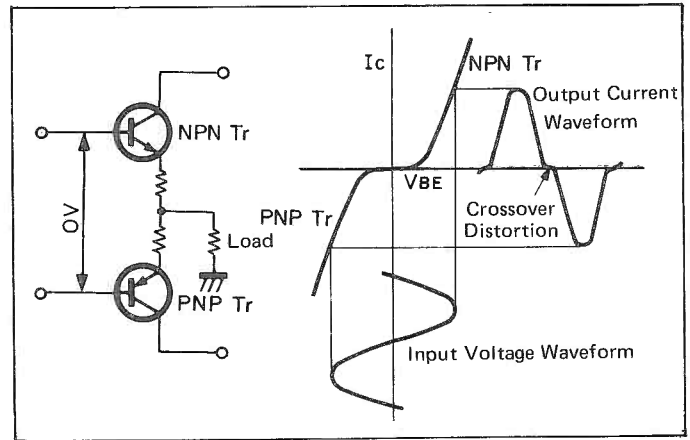 NPN Tr
0V
Load
PNP Tr
Ic
NPN Tr
Output Current
Waveform
VBE
PNP Tr
Crossover
Distortion
Input Voltage Waveform